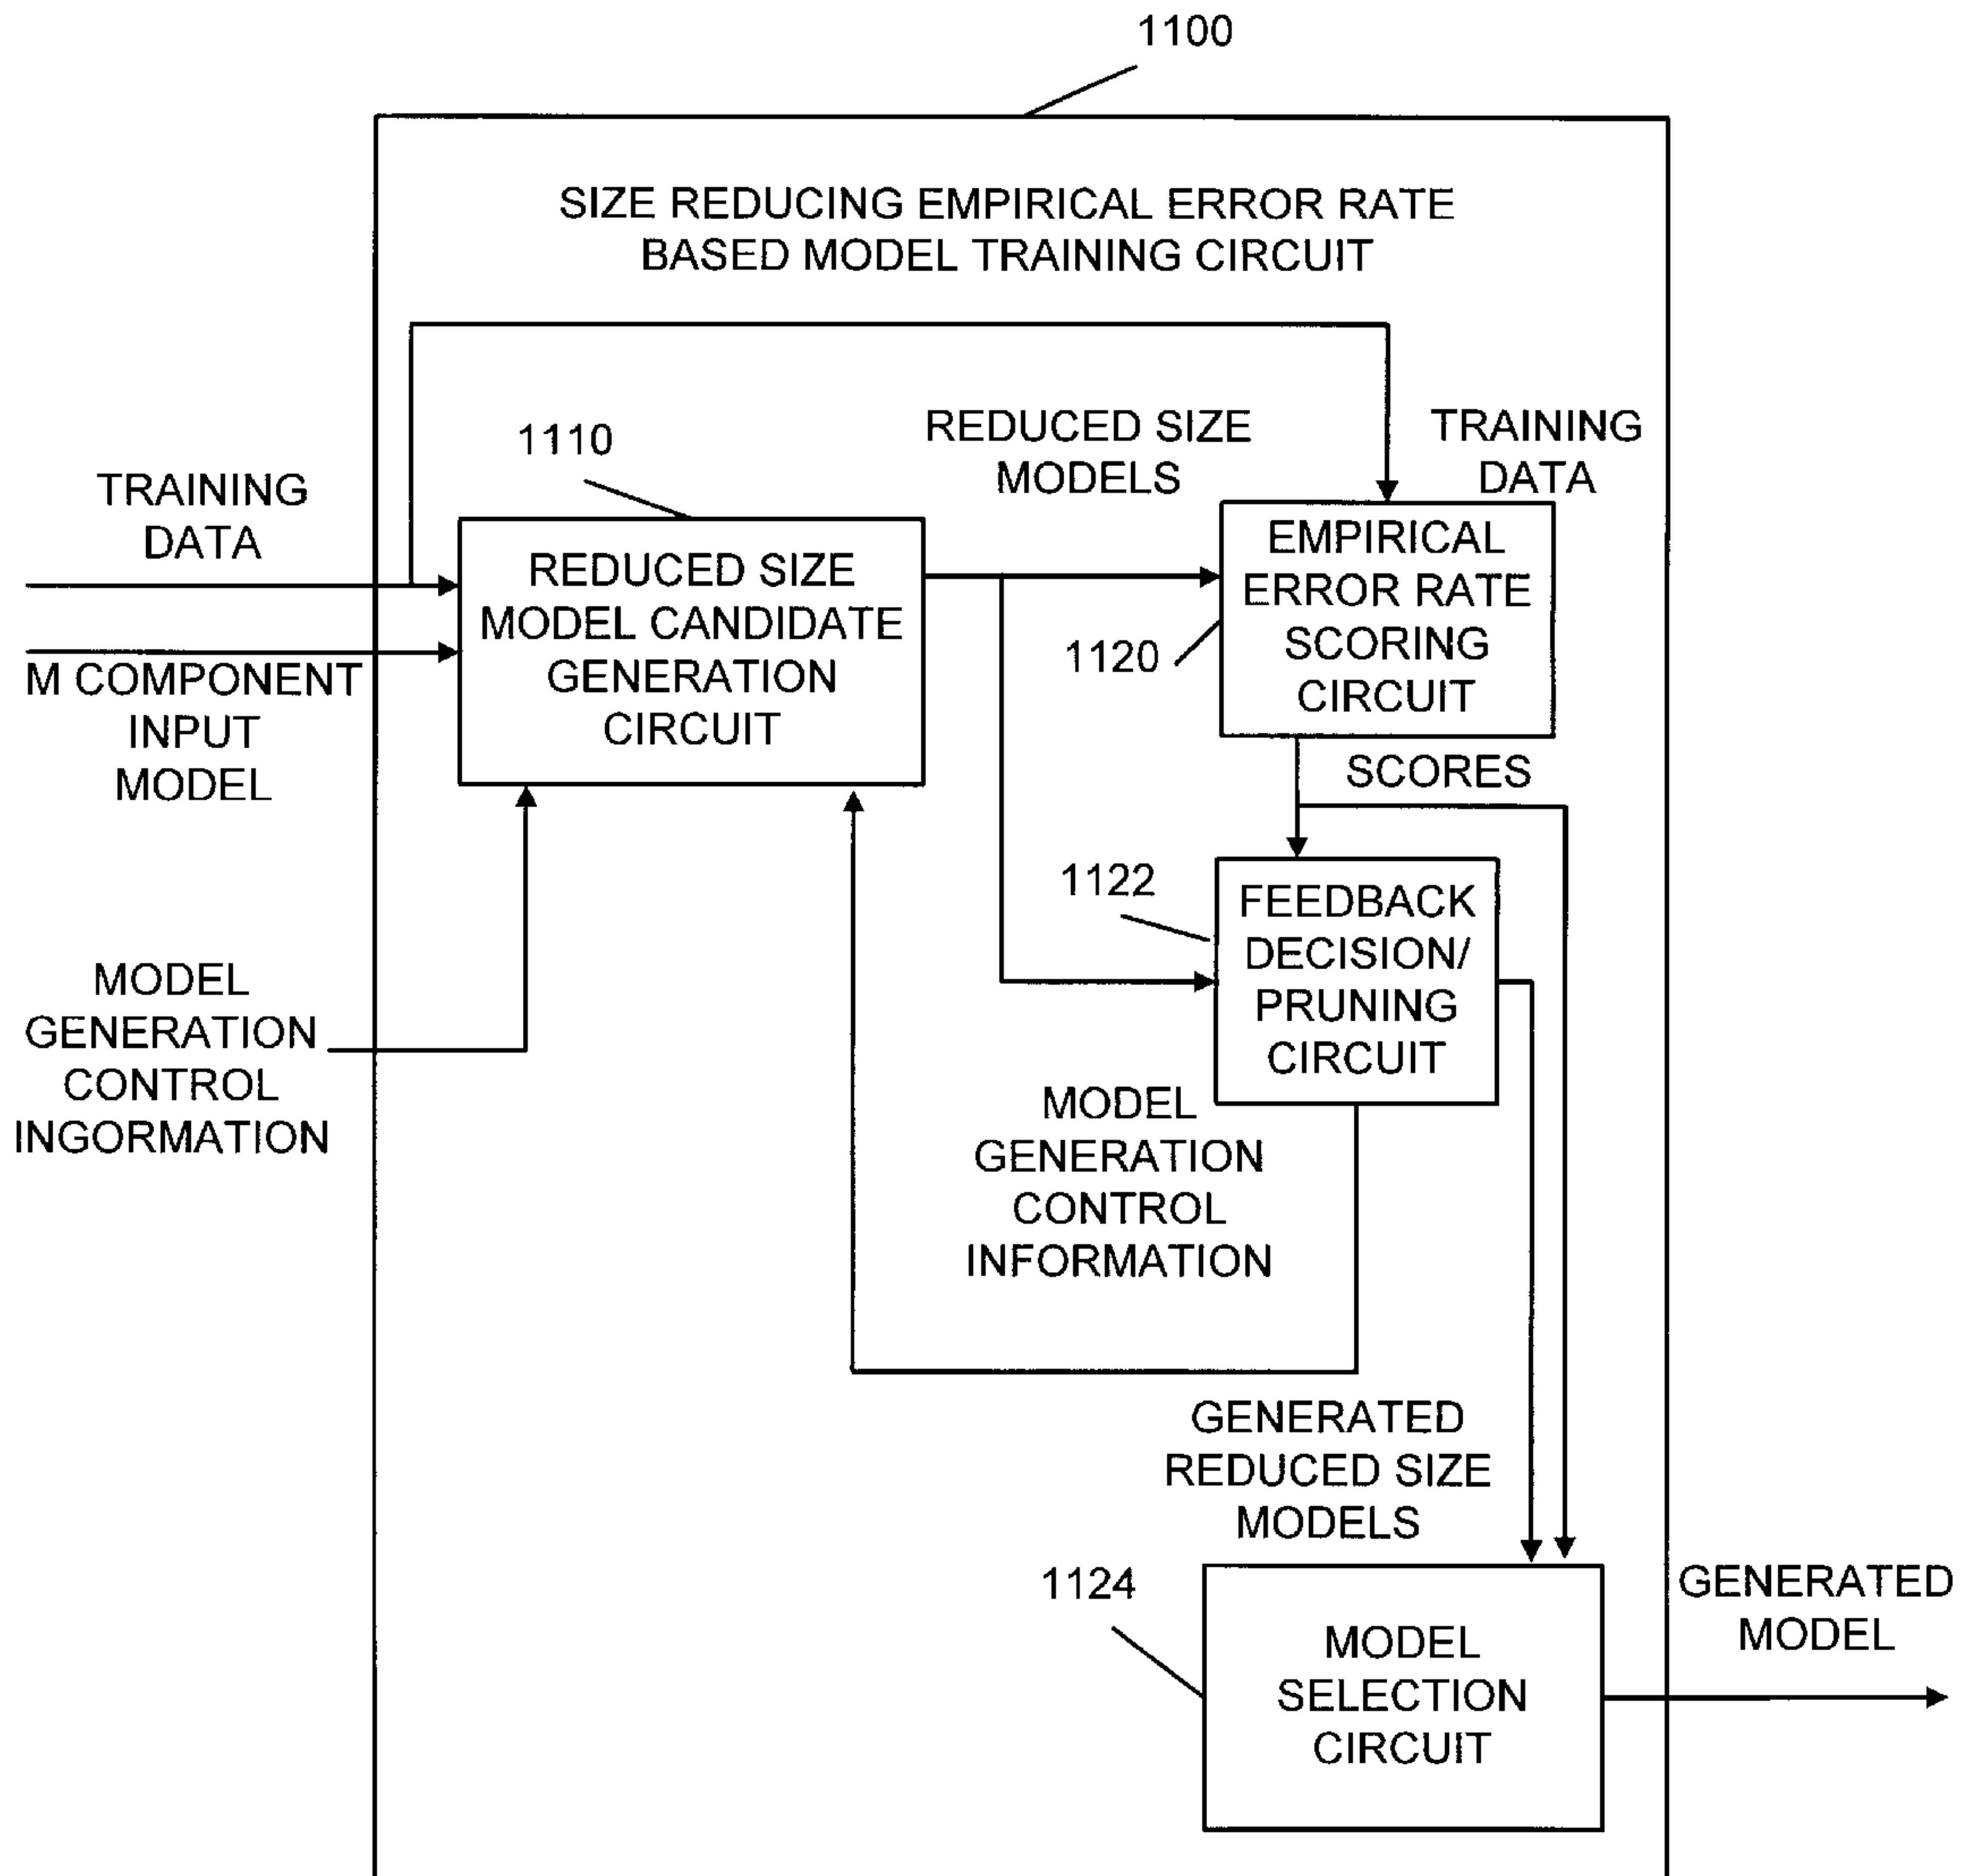 1100
SIZE REDUCING EMPIRICAL ERROR RATE
BASED MODEL TRAINING CIRCUIT
1110
REDUCED SIZE
MODELS
TRAINING
DATA
TRAINING
DATA
REDUCED SIZE
MODEL CANDIDATE
GENERATION
CIRCUIT
EMPIRICAL
ERROR RATE
SCORING
CIRCUIT
1120
M COMPONENT
INPUT
MODEL
SCORES
1122
FEEDBACK
DECISION/
PRUNING
CIRCUIT
MODEL
GENERATION
CONTROL
INGORMATION
MODEL
GENERATION
CONTROL
INFORMATION
GENERATED
REDUCED SIZE
MODELS
1124
MODEL
SELECTION
CIRCUIT
GENERATED
MODEL